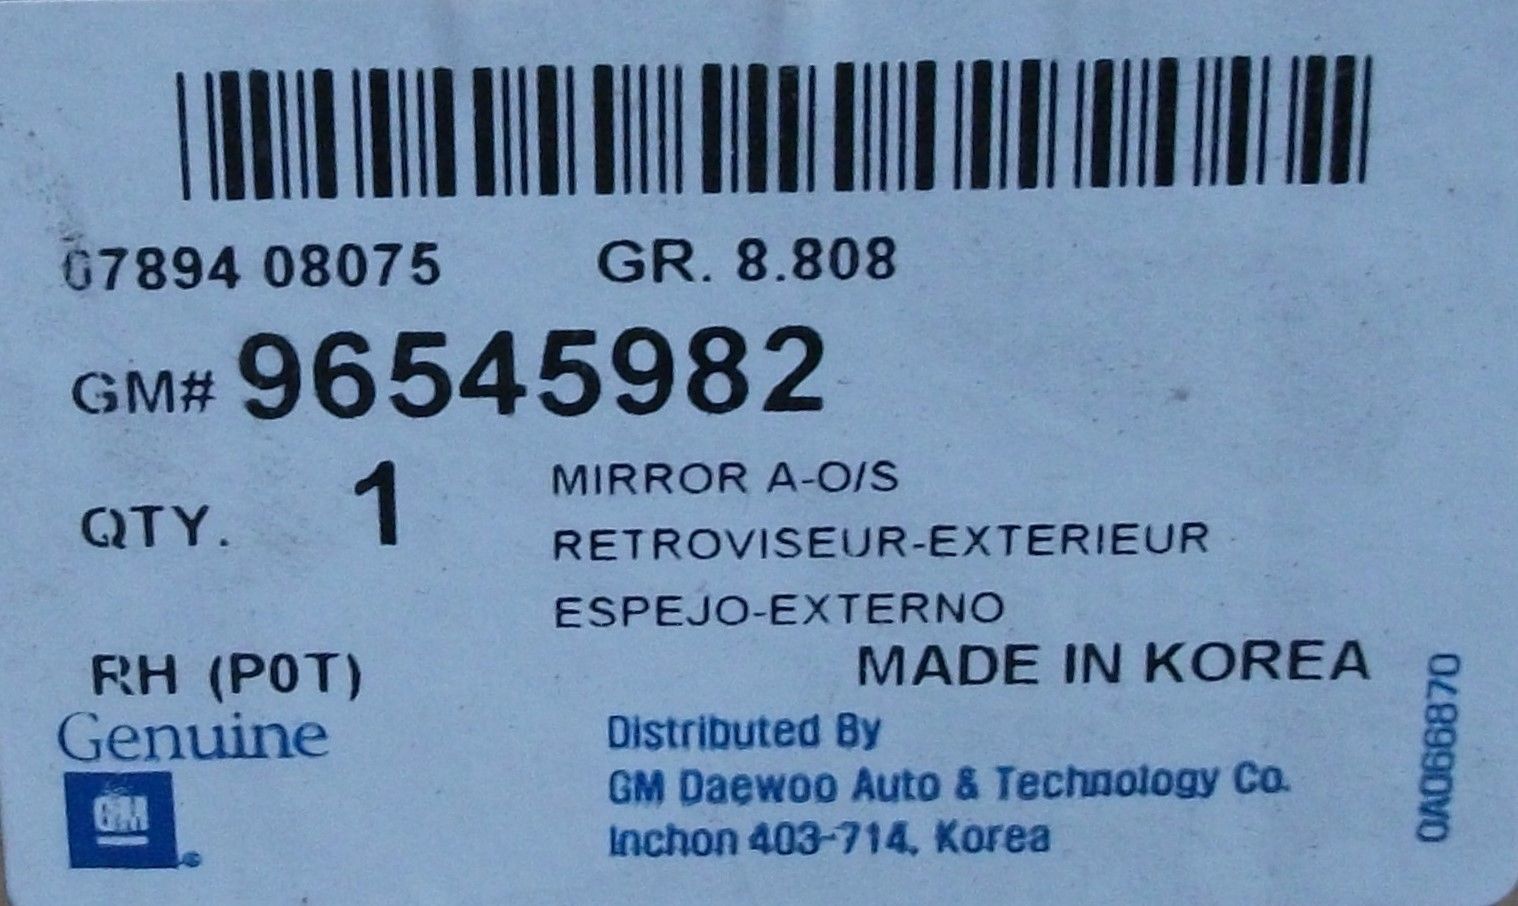 07894 08075 GR. 8.808
GM# 96545982
QTY. 1
MIRROR A-O/S
RETROVISEUR-EXTERIEUR
ESPEJO-EXTERNO
RH (P0T)
MADE IN KOREA
Genuine
GM
Distributed By
GM Daewoo Auto & Technology Co.
Inchon 403-714, Korea
0A066870